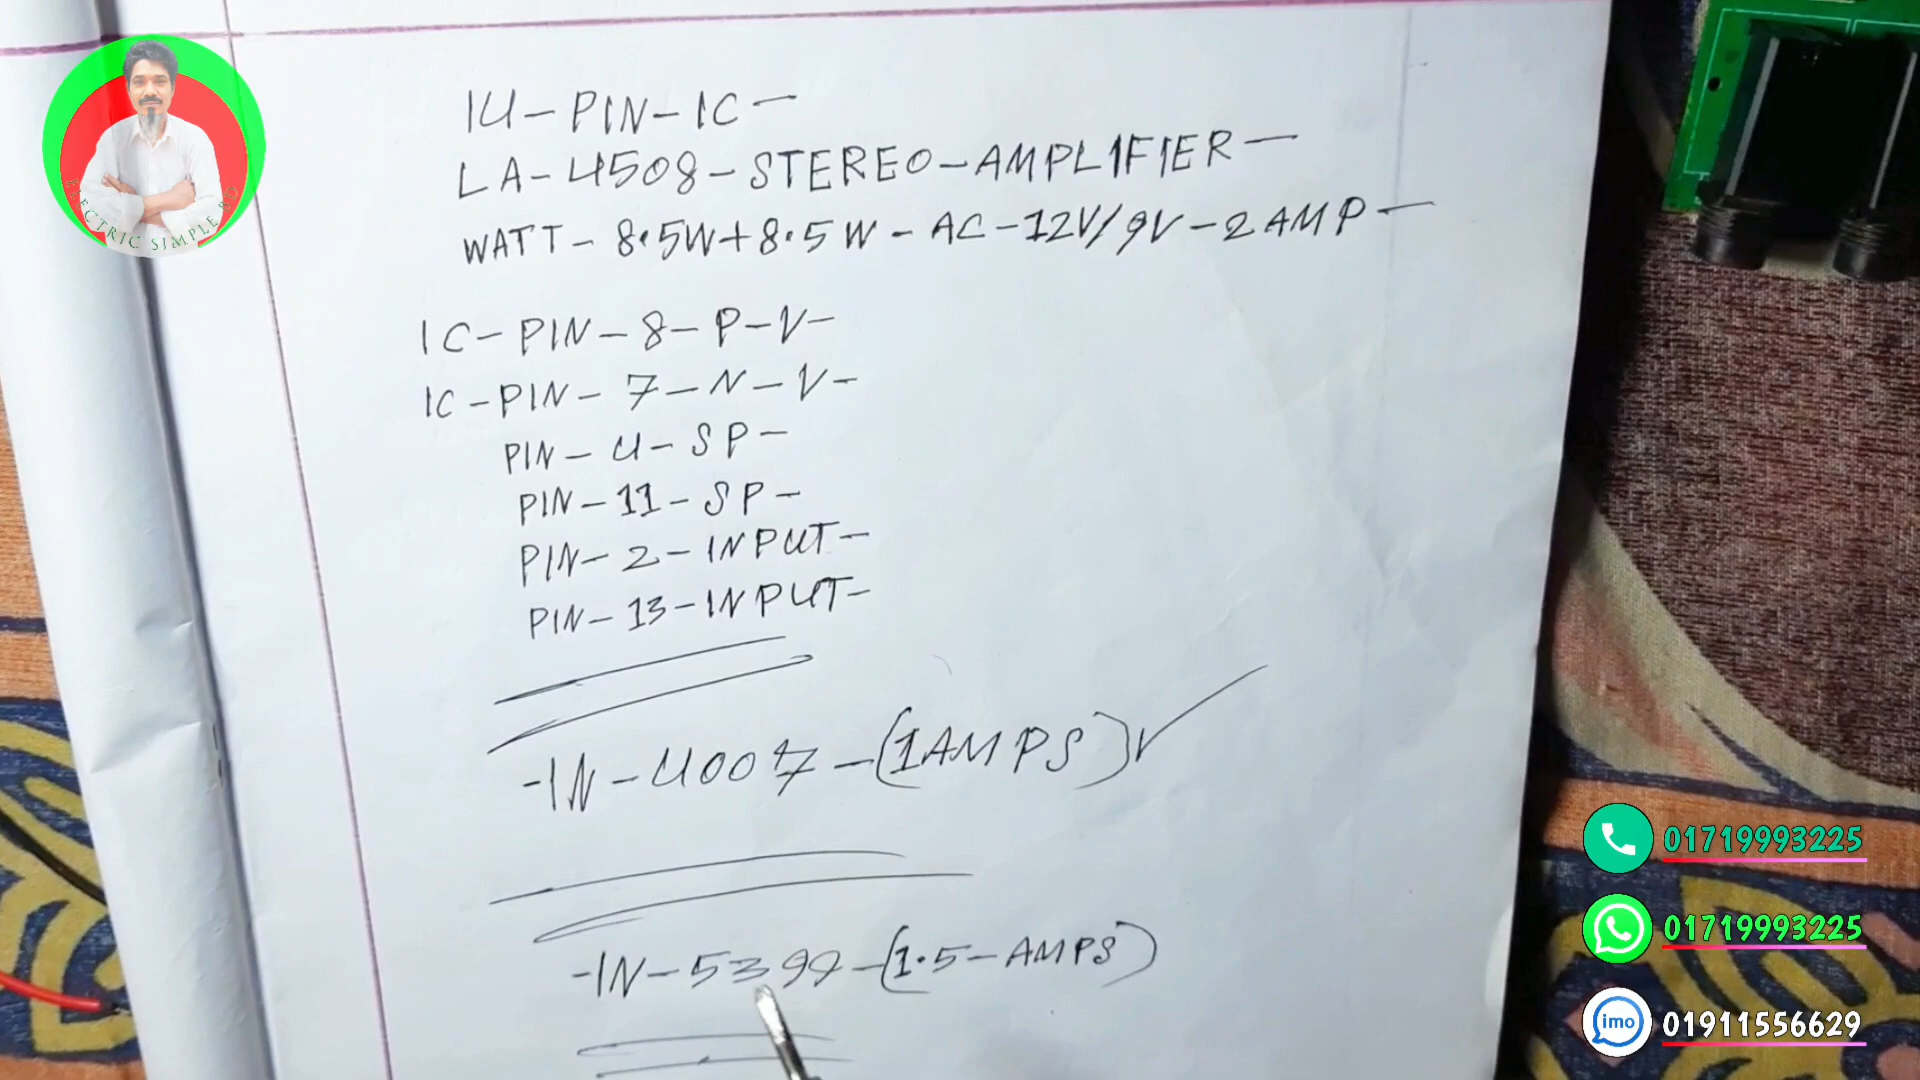 14-PIN-IC-
LA-4508-STEREO-AMPLIFIER-
WATT-8.5W+8.5W-AC-12V/9V-2AMP-
IC-PIN-8-P-V-
IC-PIN-7-N-V-
PIN-4-SP-
PIN-11-SP-
PIN-2-INPUT-
PIN-13-INPUT-
-IN-4007-(1AMPS)✓
-IN-5399-(1.5-AMPS)
01719993225
01719993225
imo 01911556629